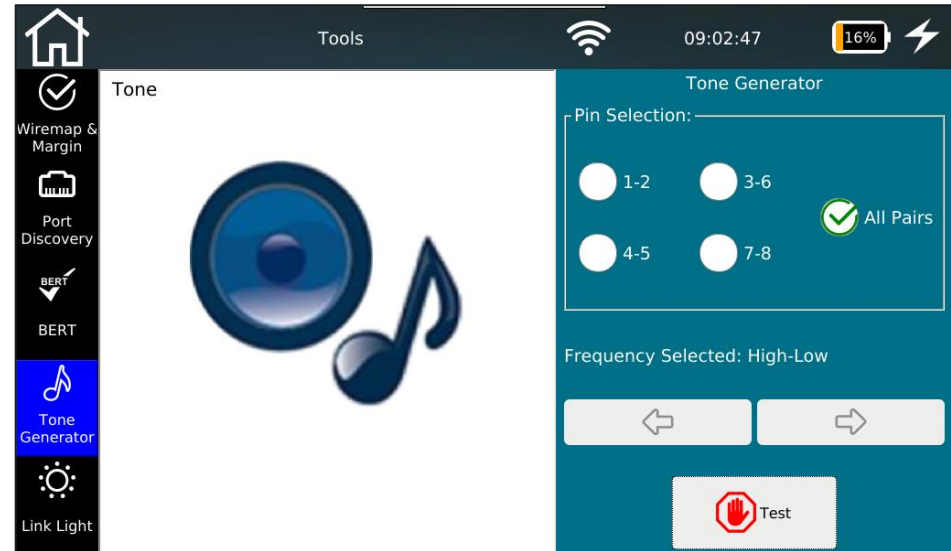 Tools
09:02:47
16%
Wiremap &
Margin
Port
Discovery
BERT
BERT
Tone
Generator
Link Light
Tone
Tone Generator
Pin Selection:
1-2
3-6
All Pairs
4-5
7-8
Frequency Selected: High-Low
Test